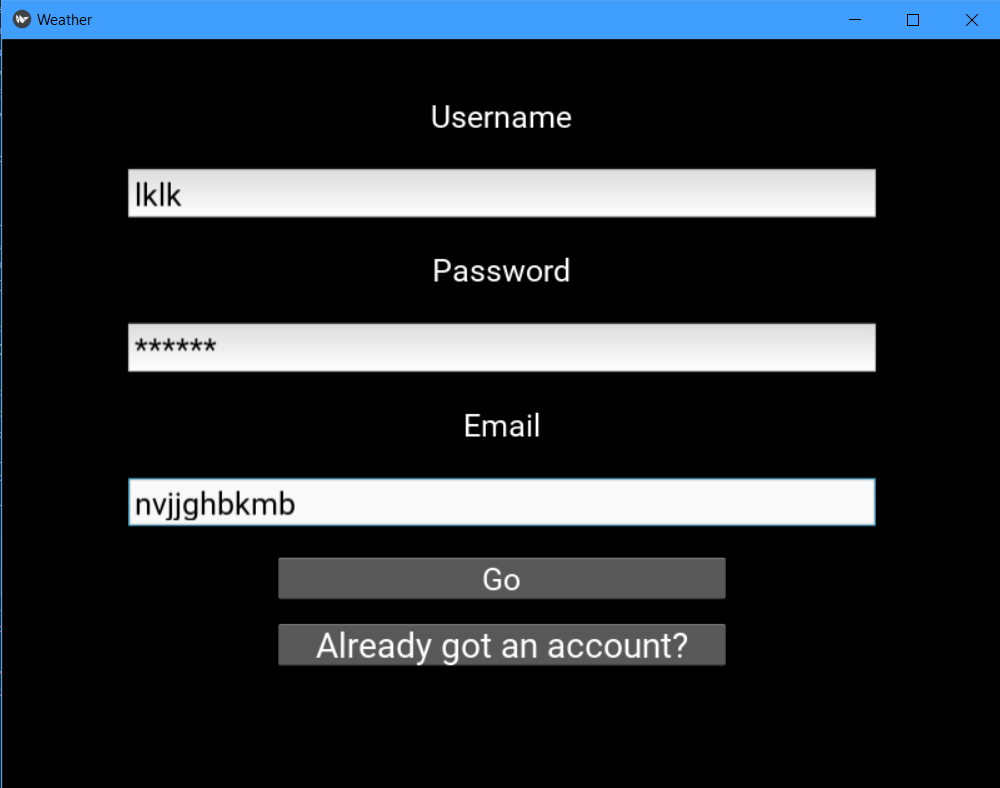 Weather
Username
lklk
Password
******
Email
nvjjghbkmb
Go
Already got an account?